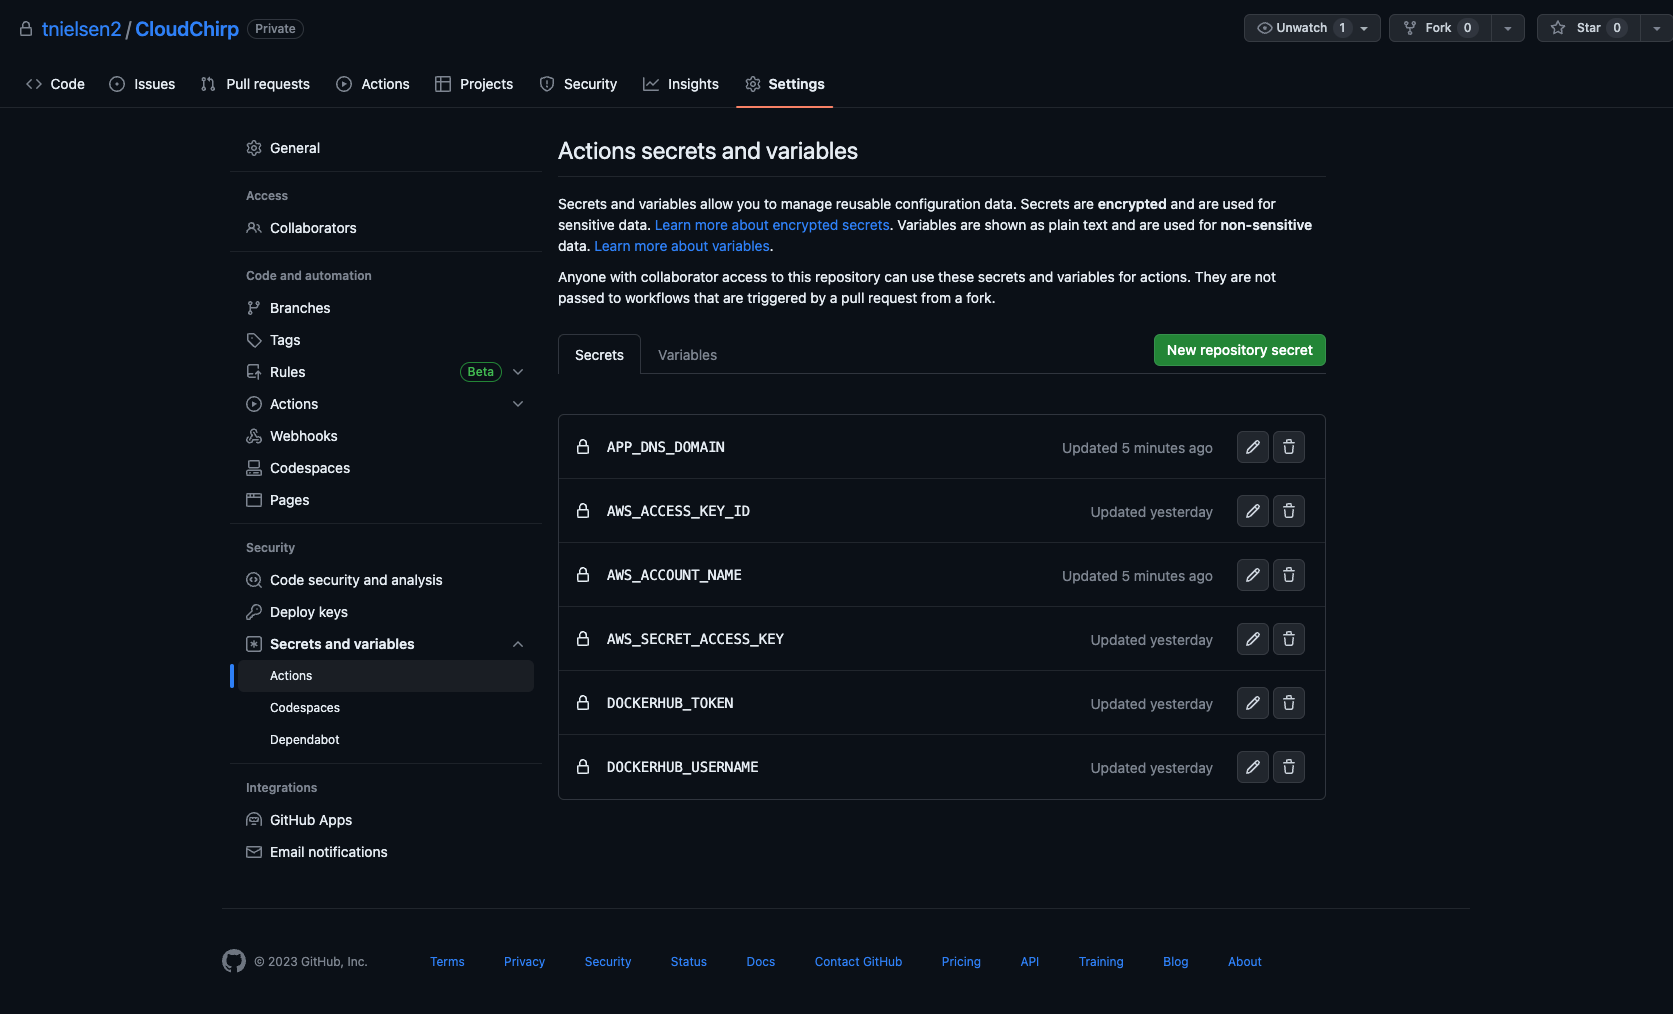 tnielsen2 / CloudChirp Private
Unwatch 1
Fork 0
Star 0
Code Issues Pull requests Actions Projects Security Insights Settings
General
Access
Collaborators
Code and automation
Branches
Tags
Rules Beta
Actions
Webhooks
Codespaces
Pages
Security
Code security and analysis
Deploy keys
Secrets and variables
Actions
Codespaces
Dependabot
Integrations
GitHub Apps
Email notifications
Actions secrets and variables
Secrets and variables allow you to manage reusable configuration data. Secrets are encrypted and are used for
sensitive data. Learn more about encrypted secrets. Variables are shown as plain text and are used for non-sensitive
data. Learn more about variables.
Anyone with collaborator access to this repository can use these secrets and variables for actions. They are not
passed to workflows that are triggered by a pull request from a fork.
Secrets Variables New repository secret
APP_DNS_DOMAIN Updated 5 minutes ago
AWS_ACCESS_KEY_ID Updated yesterday
AWS_ACCOUNT_NAME Updated 5 minutes ago
AWS_SECRET_ACCESS_KEY Updated yesterday
DOCKERHUB_TOKEN Updated yesterday
DOCKERHUB_USERNAME Updated yesterday
© 2023 GitHub, Inc. Terms Privacy Security Status Docs Contact GitHub Pricing API Training Blog About